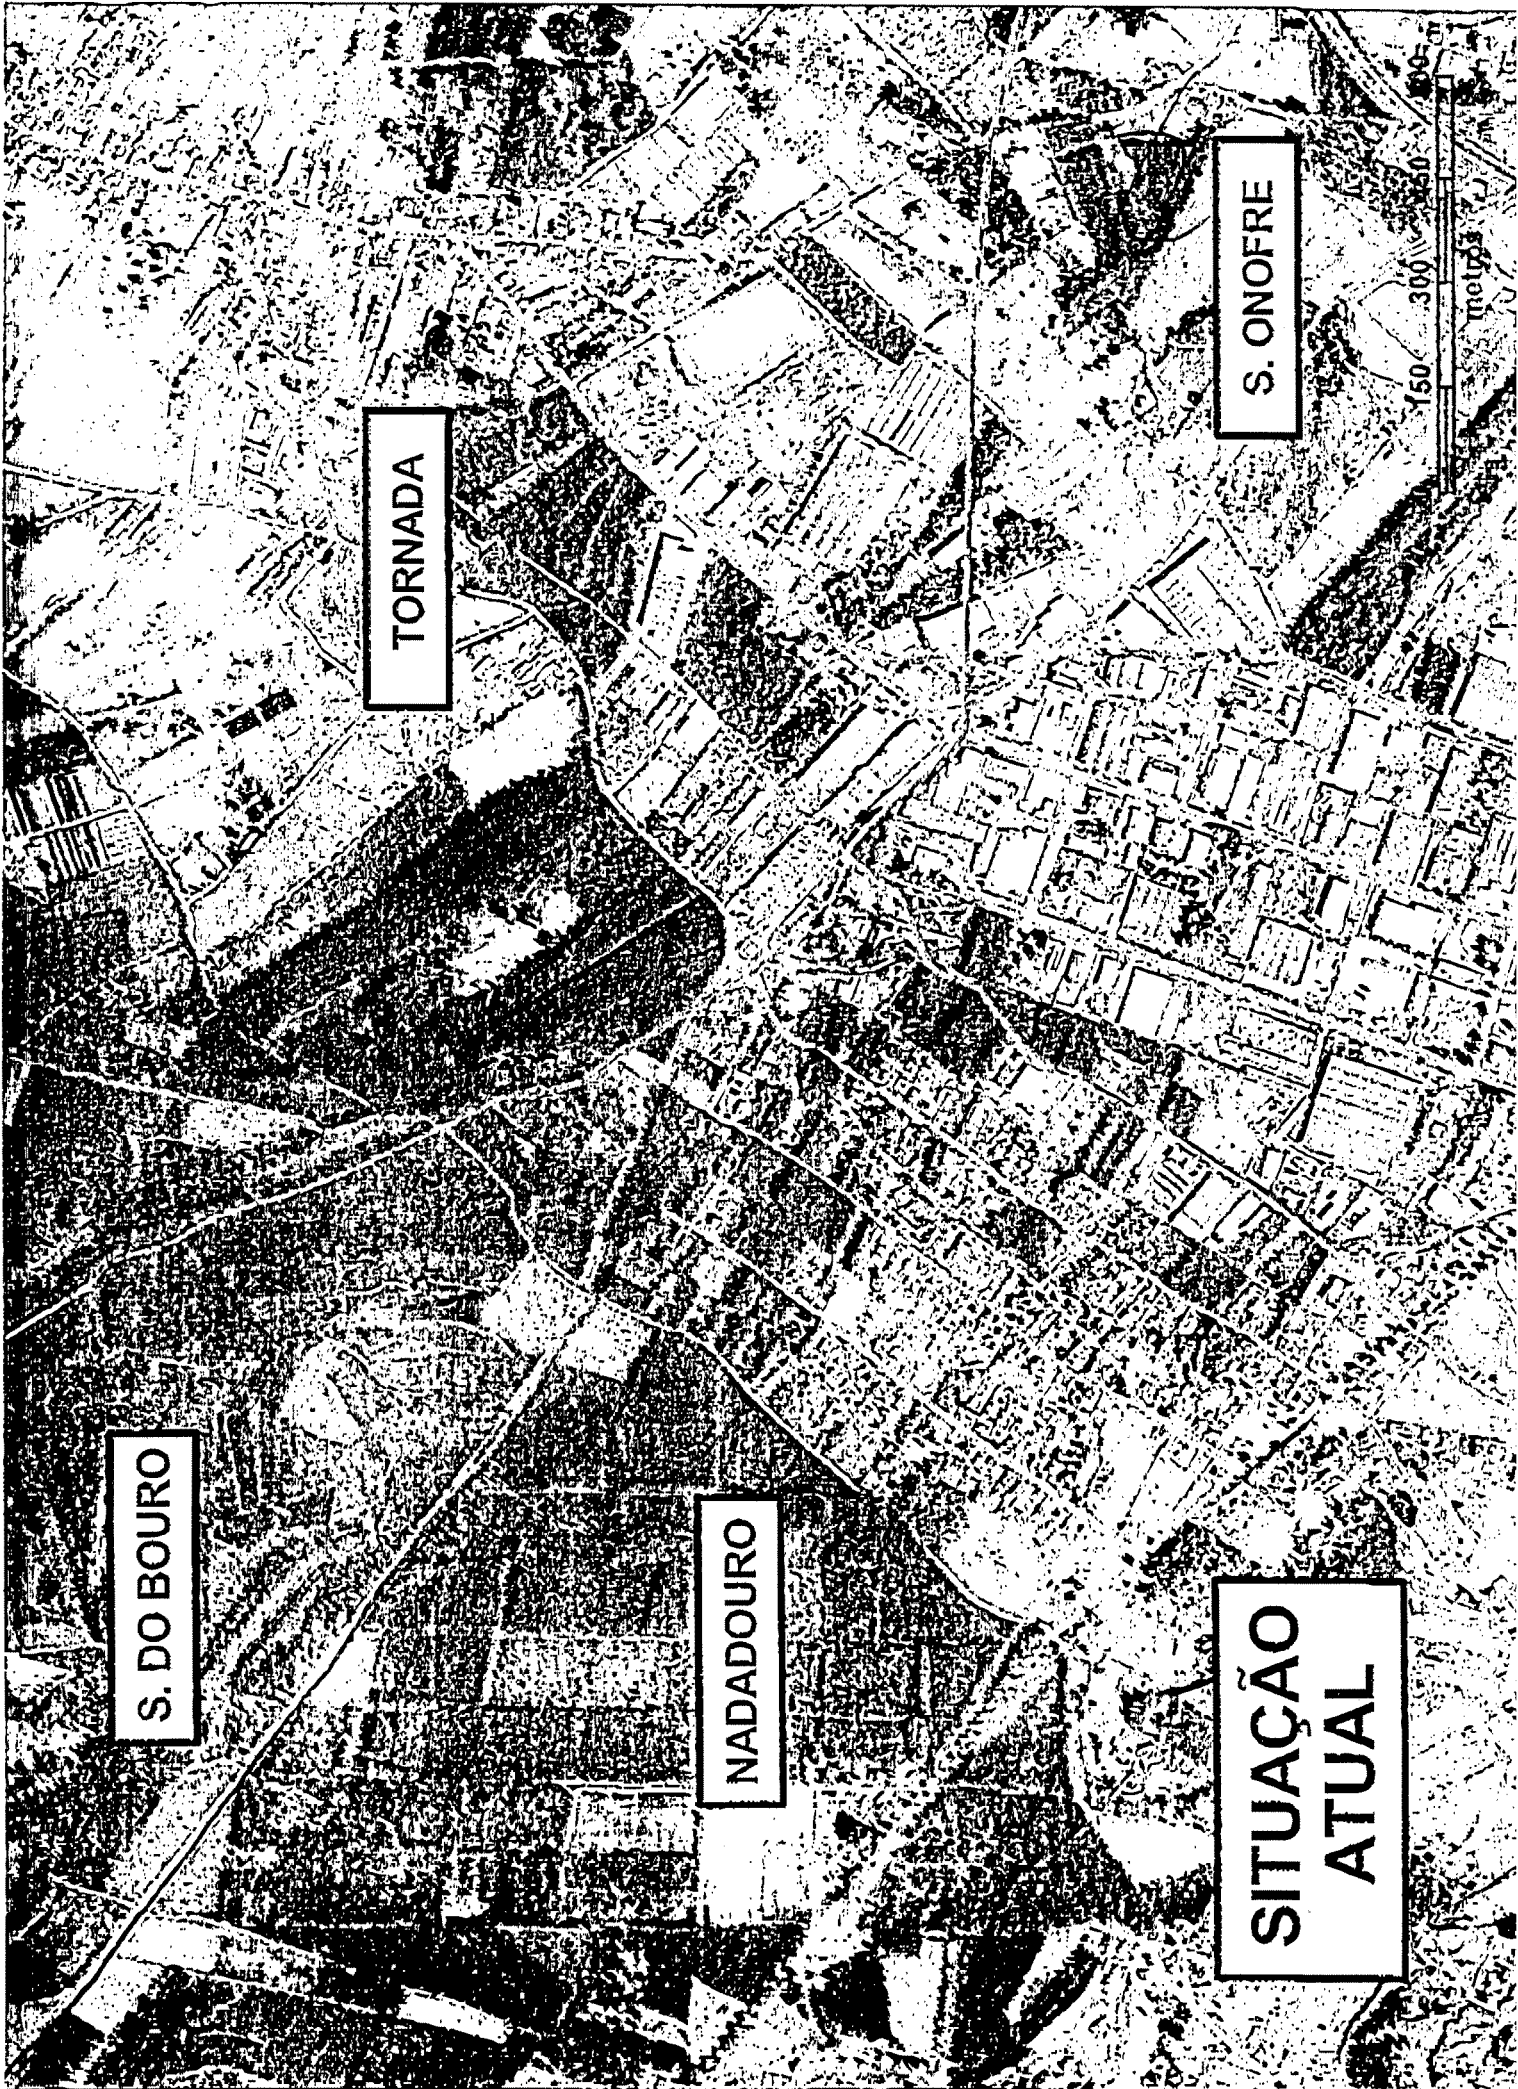 S. DO BOURO
TORNADA
NADADOURO
S. ONOFRE
SITUAÇÃO
ATUAL
150 300
metros